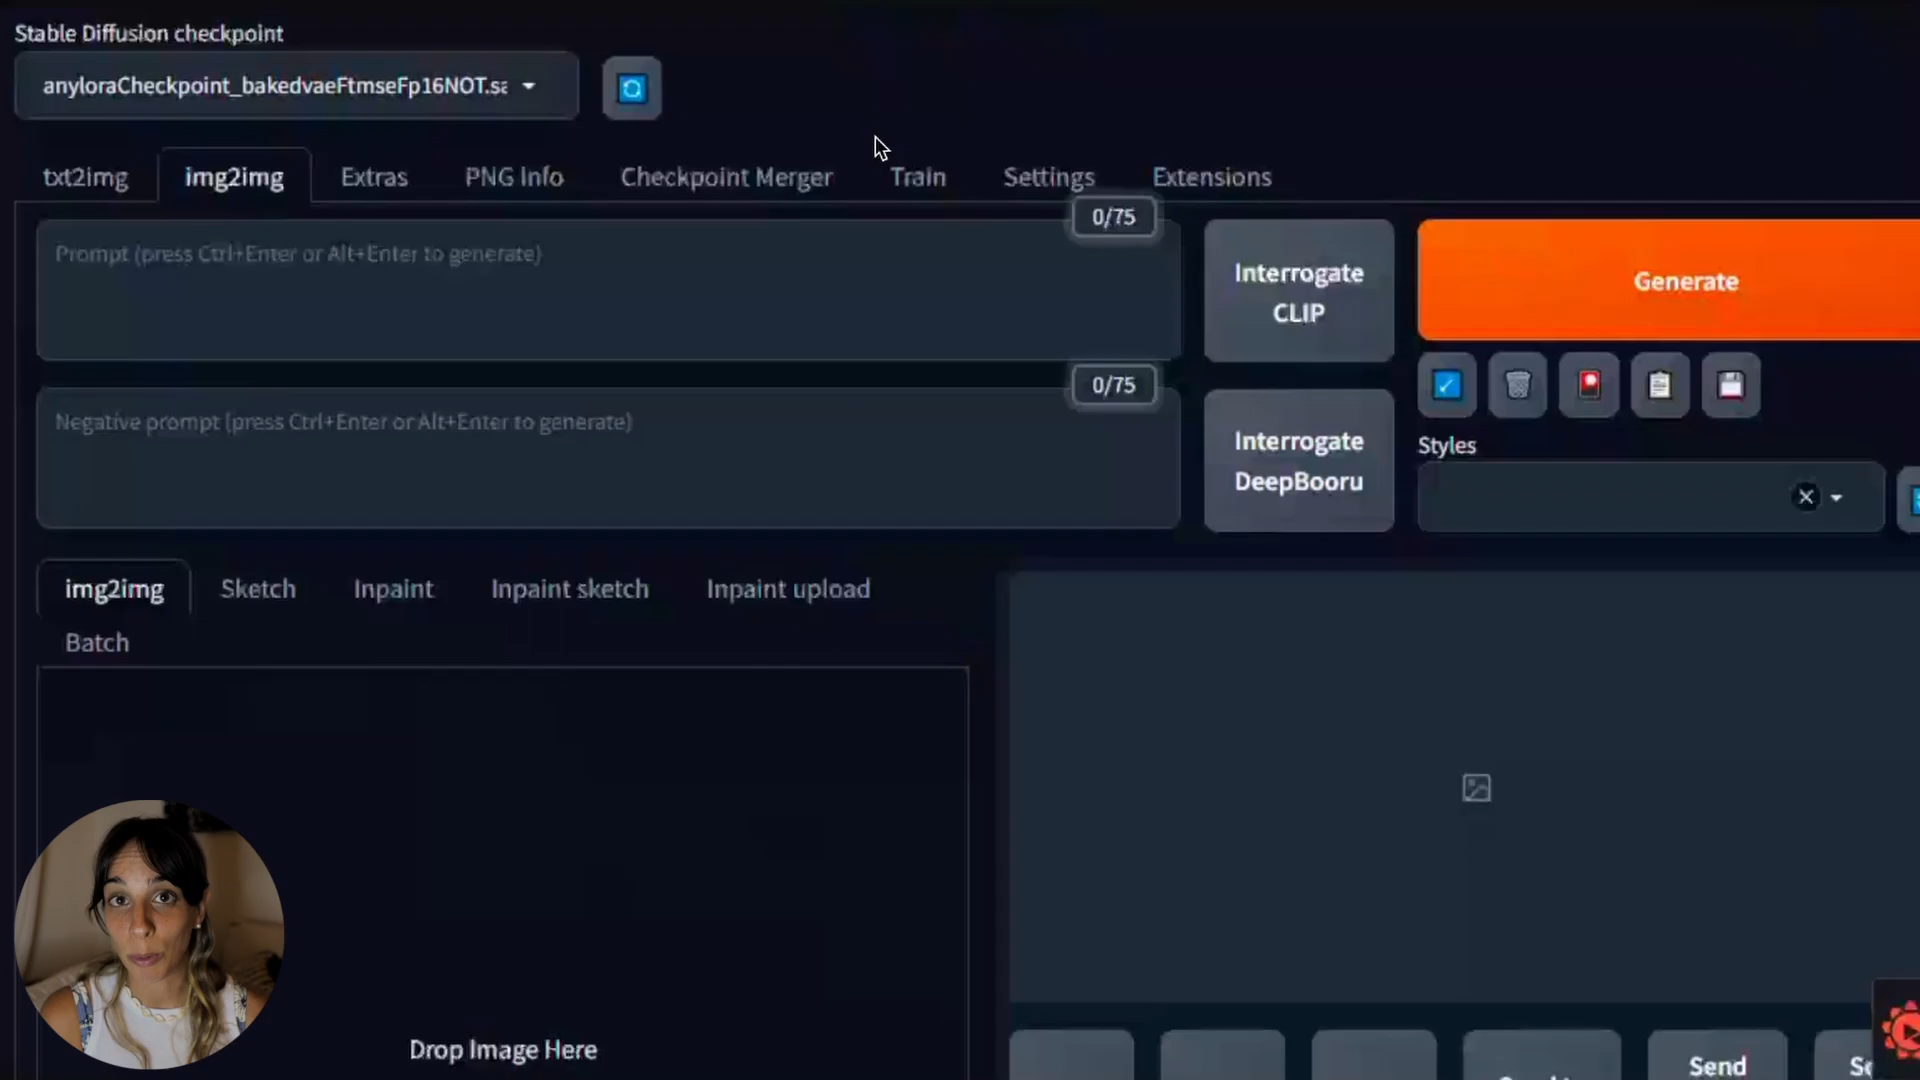 Stable Diffusion checkpoint
anyloraCheckpoint_bakedvaeFtmseFp16NOT.sa
txt2img
img2img
Extras
PNG Info
Checkpoint Merger
Train
Settings
Extensions
0/75
Prompt (press Ctrl+Enter or Alt+Enter to generate)
Interrogate
CLIP
Generate
0/75
Negative prompt (press Ctrl+Enter or Alt+Enter to generate)
Interrogate
DeepBooru
Styles
img2img
Sketch
Inpaint
Inpaint sketch
Inpaint upload
Batch
Drop Image Here
Send